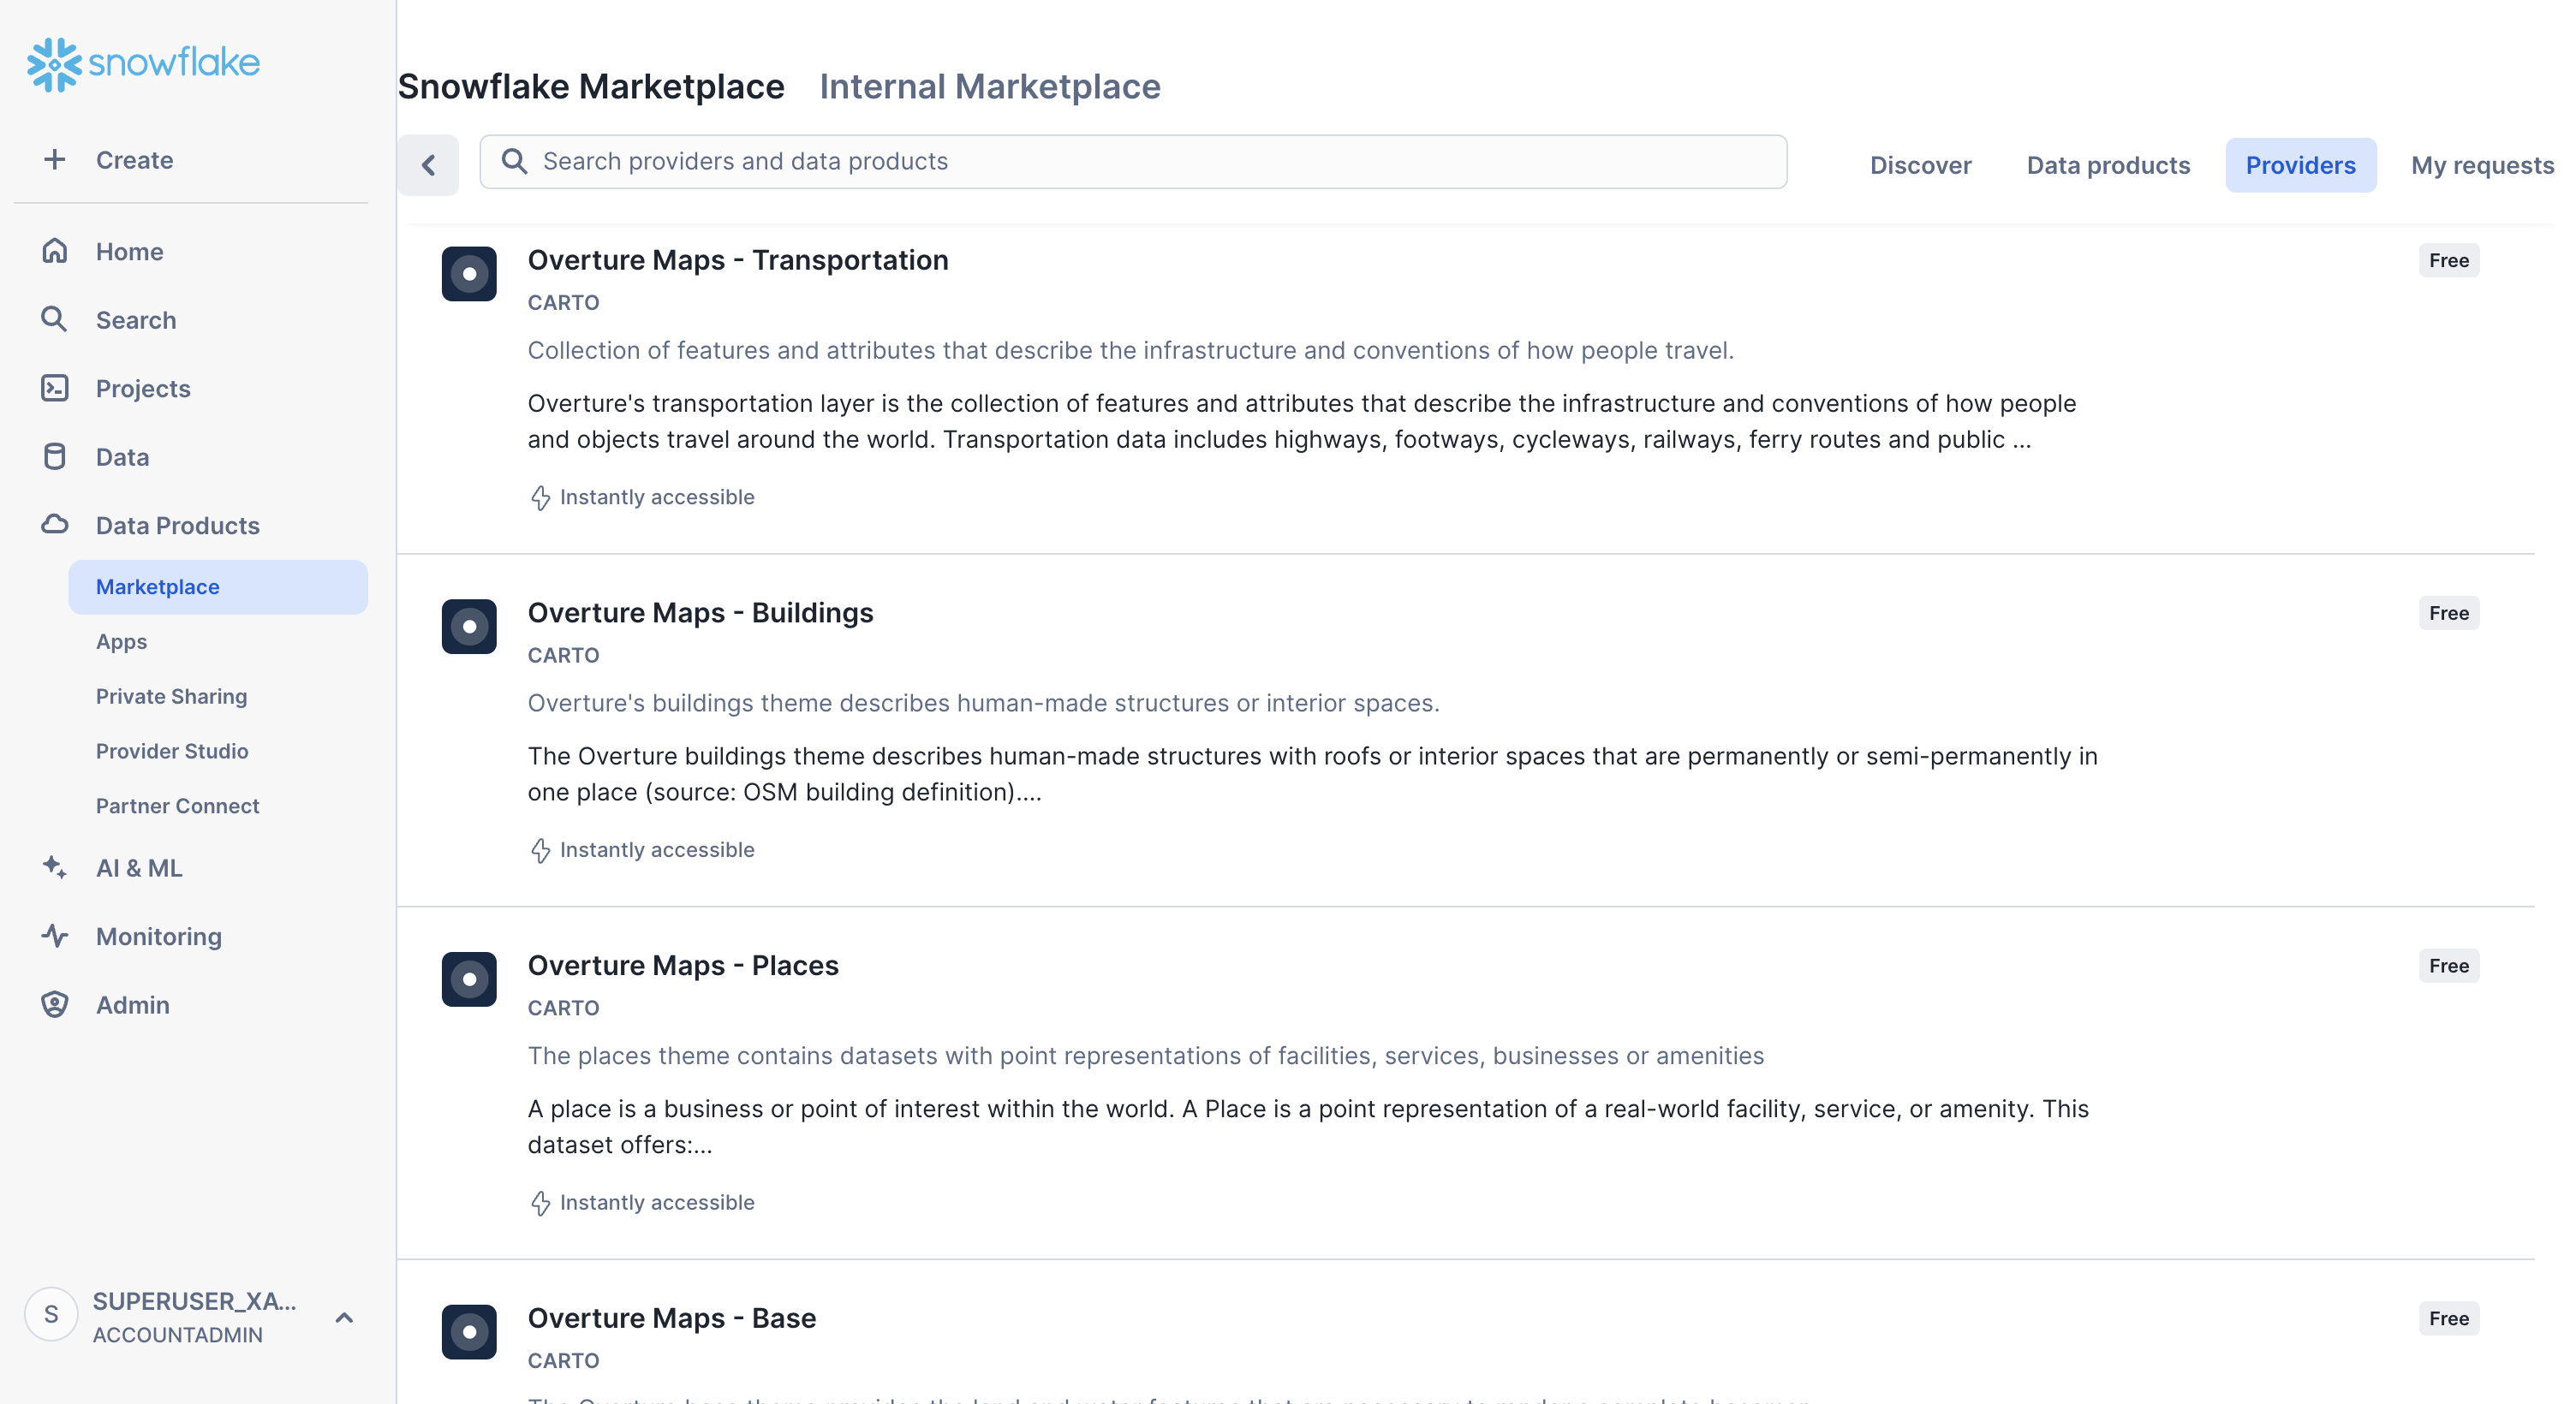 snowflake
Create
Home
Search
Projects
Data
Data Products
Marketplace
Apps
Private Sharing
Provider Studio
Partner Connect
AI & ML
Monitoring
Admin
S
SUPERUSER_XA...
ACCOUNTADMIN
Snowflake Marketplace Internal Marketplace
Search providers and data products
Discover Data products Providers My requests
Overture Maps - Transportation Free
CARTO
Collection of features and attributes that describe the infrastructure and conventions of how people travel.
Overture's transportation layer is the collection of features and attributes that describe the infrastructure and conventions of how people
and objects travel around the world. Transportation data includes highways, footways, cycleways, railways, ferry routes and public ...
Instantly accessible
Overture Maps - Buildings Free
CARTO
Overture's buildings theme describes human-made structures or interior spaces.
The Overture buildings theme describes human-made structures with roofs or interior spaces that are permanently or semi-permanently in
one place (source: OSM building definition)....
Instantly accessible
Overture Maps - Places Free
CARTO
The places theme contains datasets with point representations of facilities, services, businesses or amenities
A place is a business or point of interest within the world. A Place is a point representation of a real-world facility, service, or amenity. This
dataset offers:...
Instantly accessible
Overture Maps - Base Free
CARTO